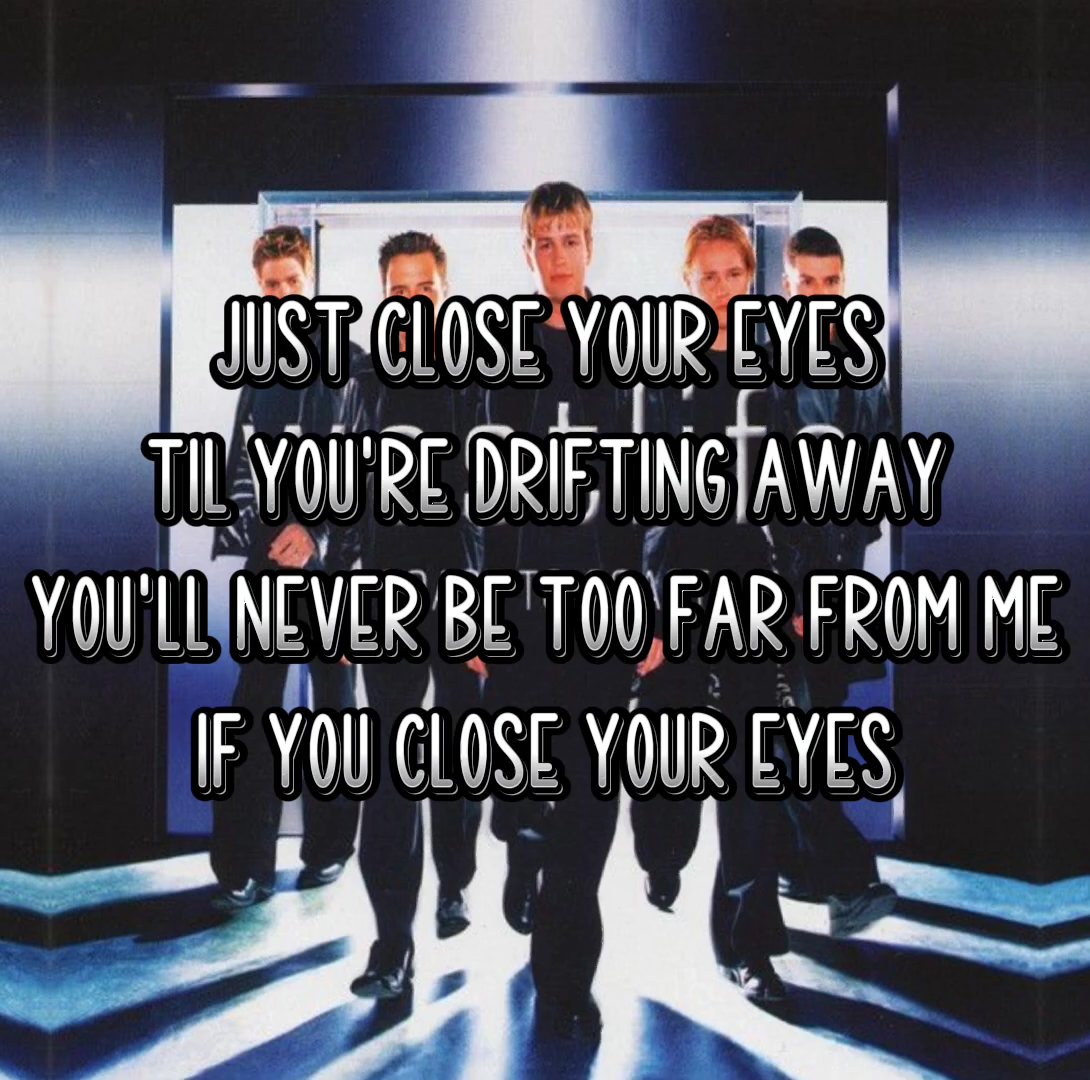 JUST CLOSE YOUR EYES
westlife
TIL YOU'RE DRIFTING AWAY
YOU'LL NEVER BE TOO FAR FROM ME
IF YOU CLOSE YOUR EYES